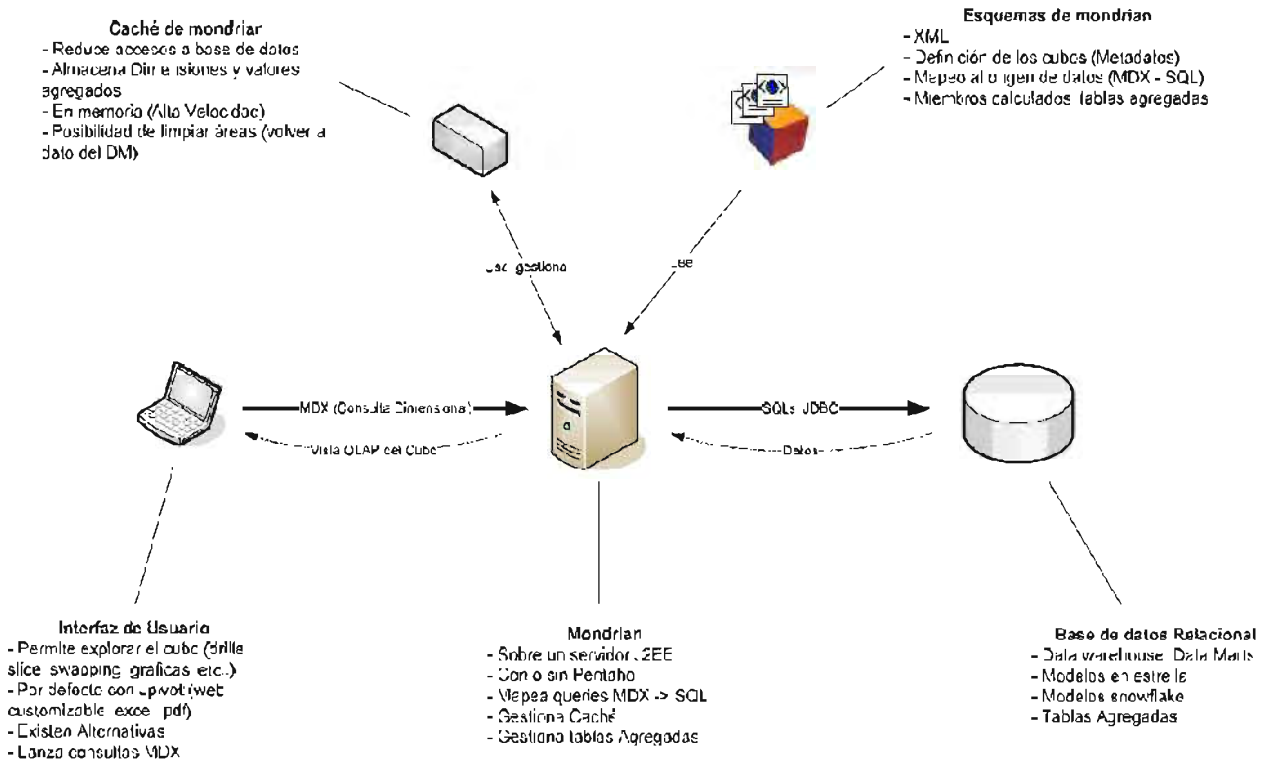 Caché de mondrian
- Reduce accesos a base de datos
- Almacena Dimensiones y valores
agregados
- En memoria (Alta Velocidad)
- Posibilidad de limpiar áreas (volver a
dato del DM)
Esquemas de mondrian
- XML
- Definición de los cubos (Metadatos)
- Mapeo al origen de datos (MDX - SQL)
- Miembros calculados, tablas agregadas
Usa, gestiona
Lee
MDX (Consulta Dimensional)
Vista OLAP del Cubo
SQLs JDBC
Datos
Interfaz de Usuario
- Permite explorar el cubo (drills
slice, swapping, graficas etc..)
- Por defecto con Jpivot (web
customizable, excel, pdf)
- Existen Alternativas
- Lanza consultas MDX
Mondrian
- Sobre un servidor J2EE
- Con o sin Pentaho
- Mapea queries MDX -> SQL
- Gestiona Caché
- Gestiona tablas Agregadas
Base de datos Relacional
- Data warehouse, Data Marts
- Modelos en estrella
- Modelos snowflake
- Tablas Agregadas